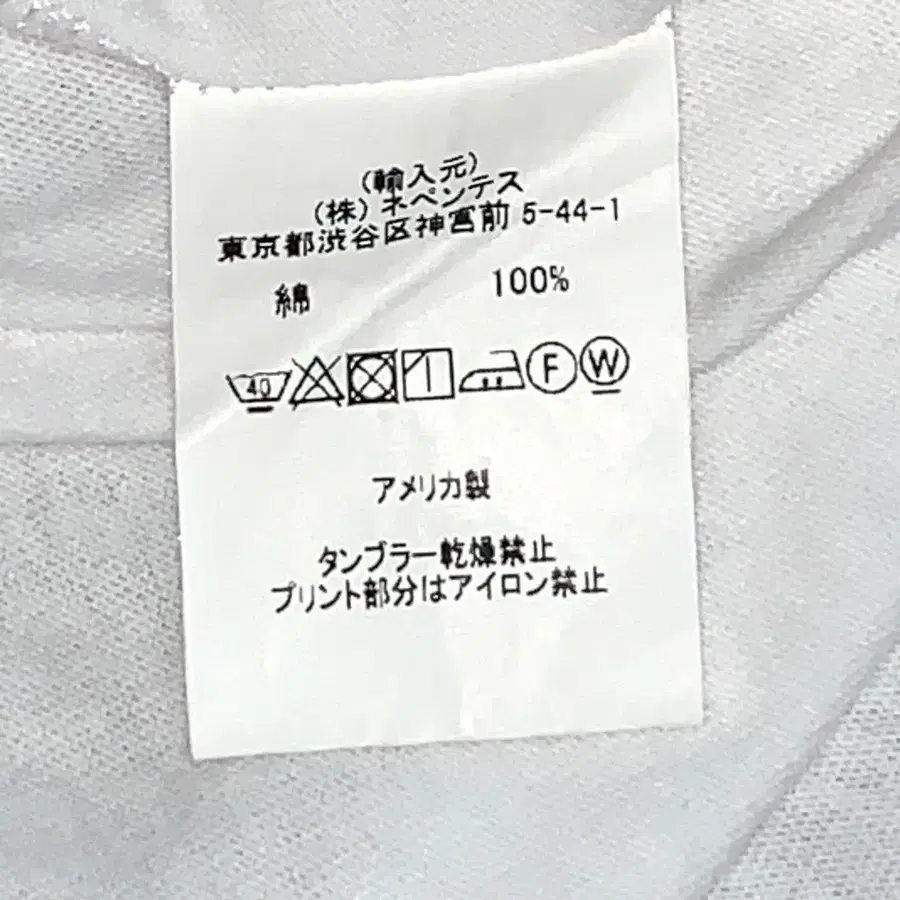 (輸入元)
(株)ネペンテス
東京都渋谷区神宮前 5-44-1
綿 100%
40 F W
アメリカ製
タンブラー乾燥禁止
プリント部分はアイロン禁止